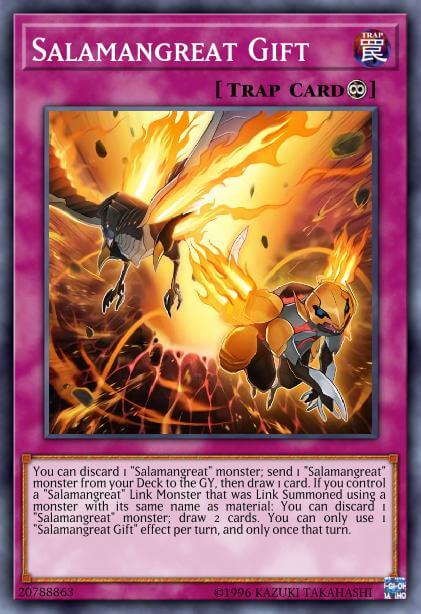 Salamangreat Gift
TRAP
罠
[Trap Card]
You can discard 1 "Salamangreat" monster; send 1 "Salamangreat"
monster from your Deck to the GY, then draw 1 card. If you control
a "Salamangreat" Link Monster that was Link Summoned using a
monster with its same name as material: You can discard 1
"Salamangreat" monster; draw 2 cards. You can only use 1
"Salamangreat Gift" effect per turn, and only once that turn.
20788863
©1996 KAZUKI TAKAHASHI